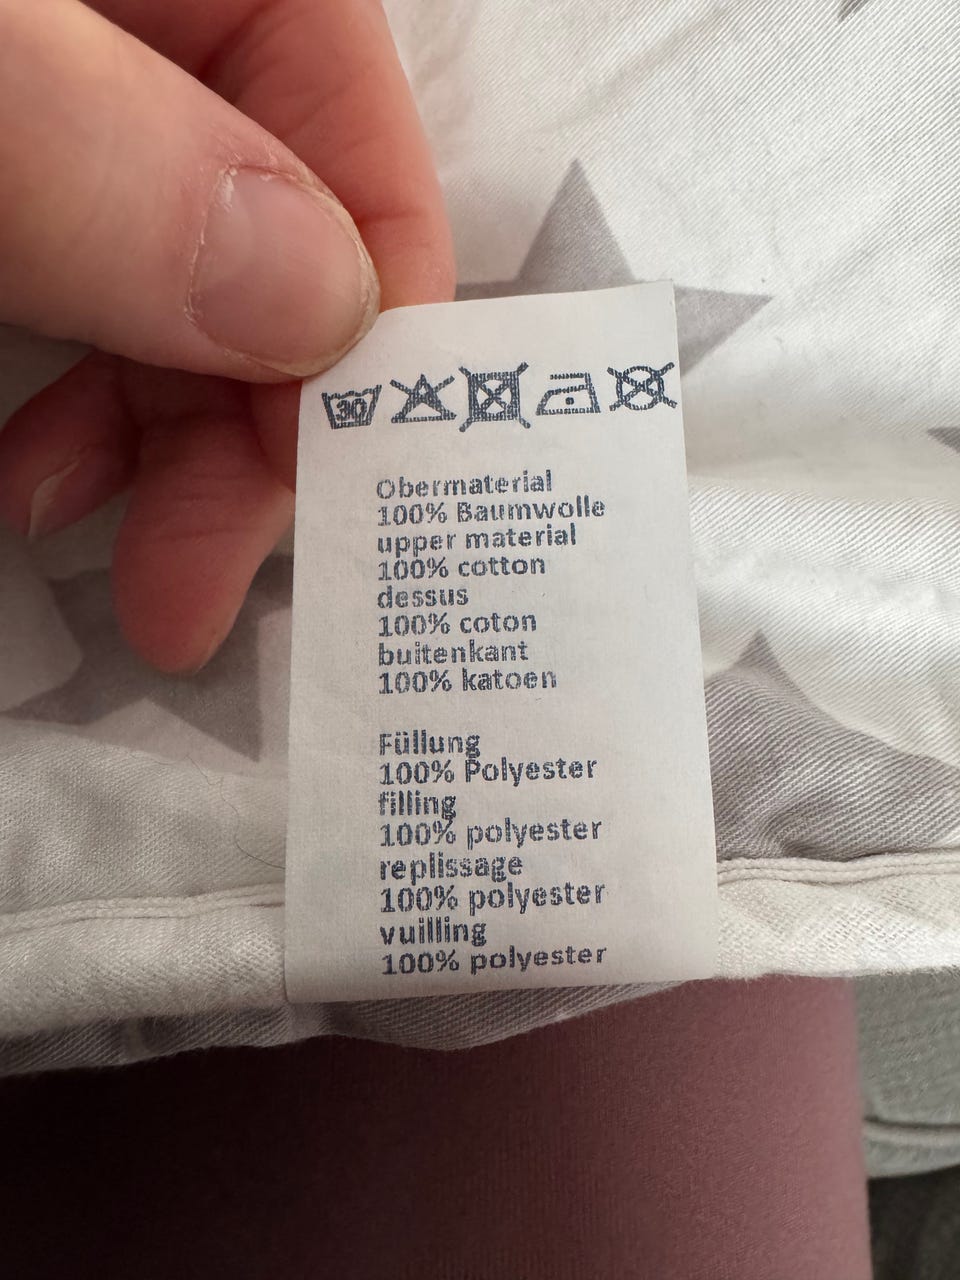 30
Obermaterial
100% Baumwolle
upper material
100% cotton
dessus
100% coton
buitenkant
100% katoen
Füllung
100% Polyester
filling
100% polyester
replissage
100% polyester
vuilling
100% polyester